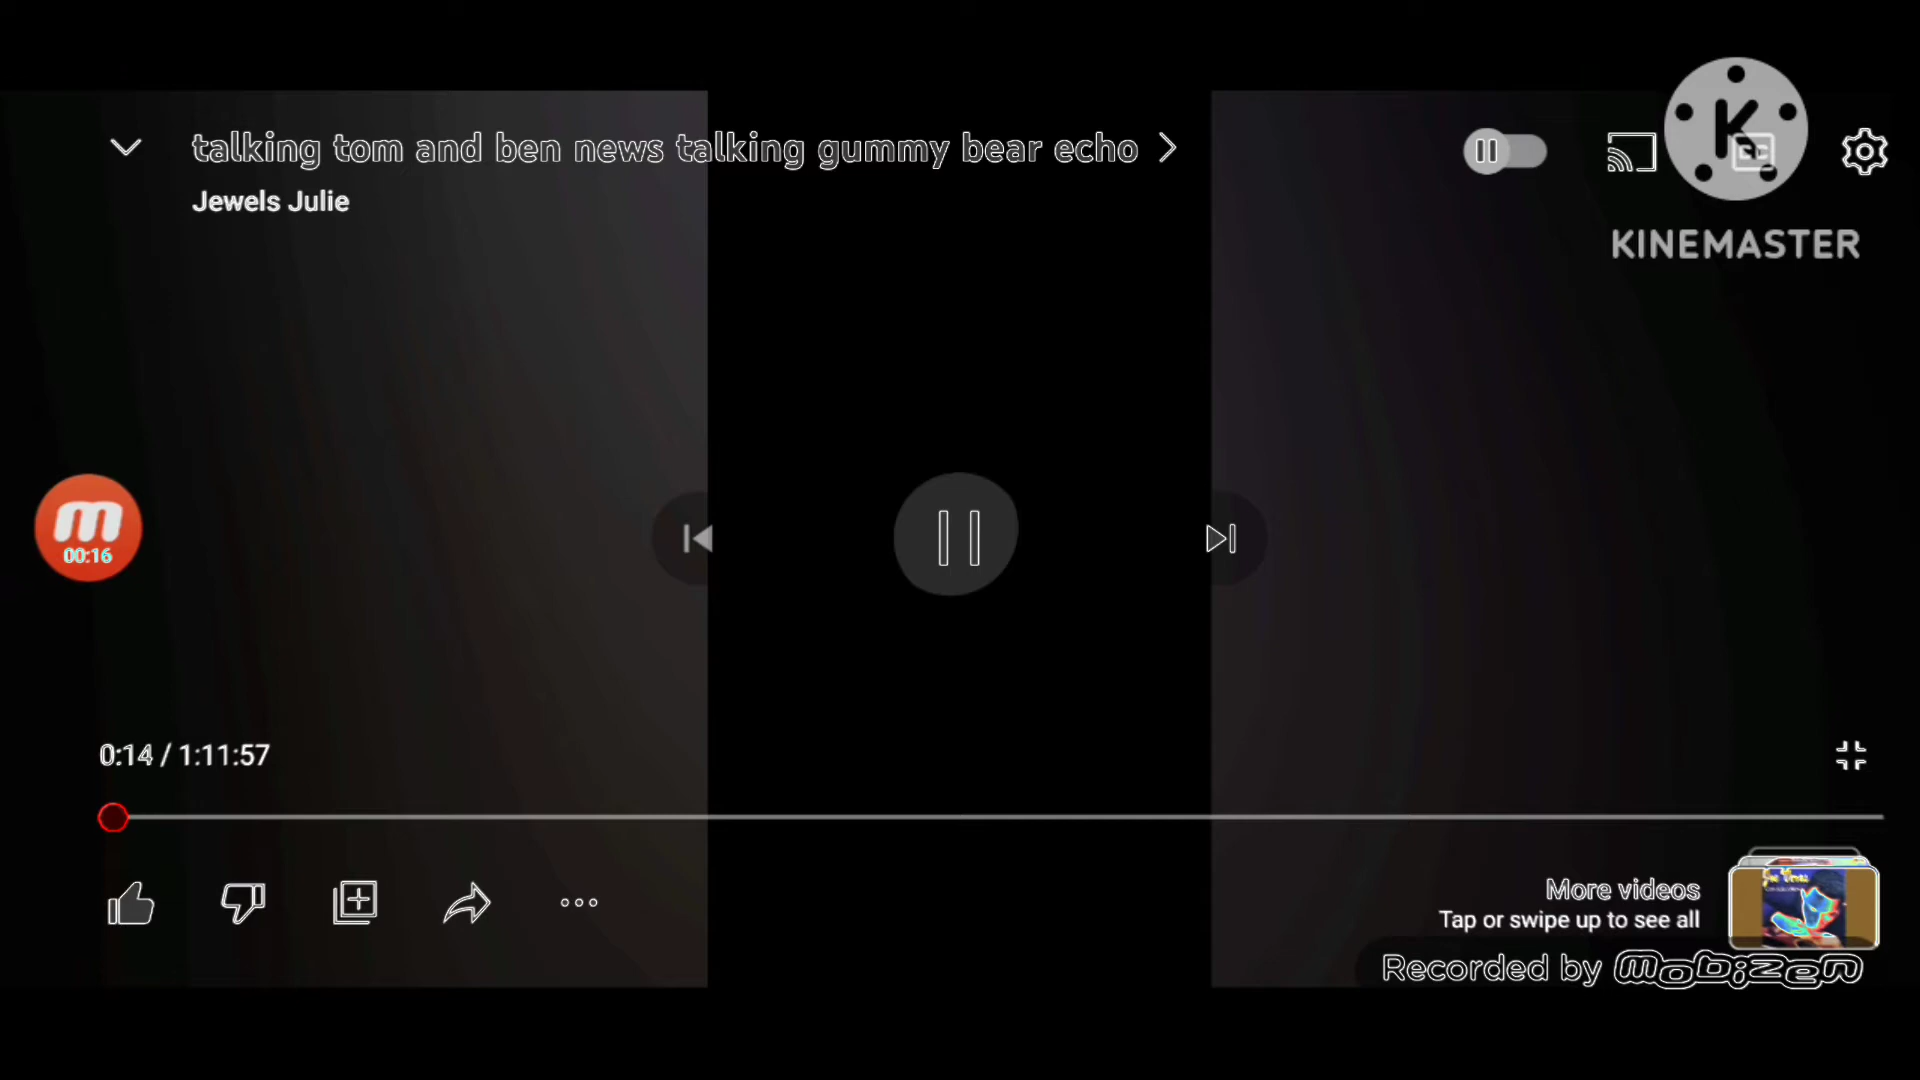 talking tom and ben news talking gummy bear echo
Jewels Julie
K
CC
KINEMASTER
m
00:16
0:14 / 1:11:57
More videos
Tap or swipe up to see all
Recorded by mobizen